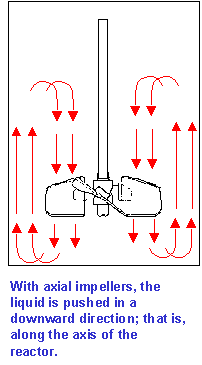 With axial impellers, the
liquid is pushed in a
downward direction; that is,
along the axis of the
reactor.